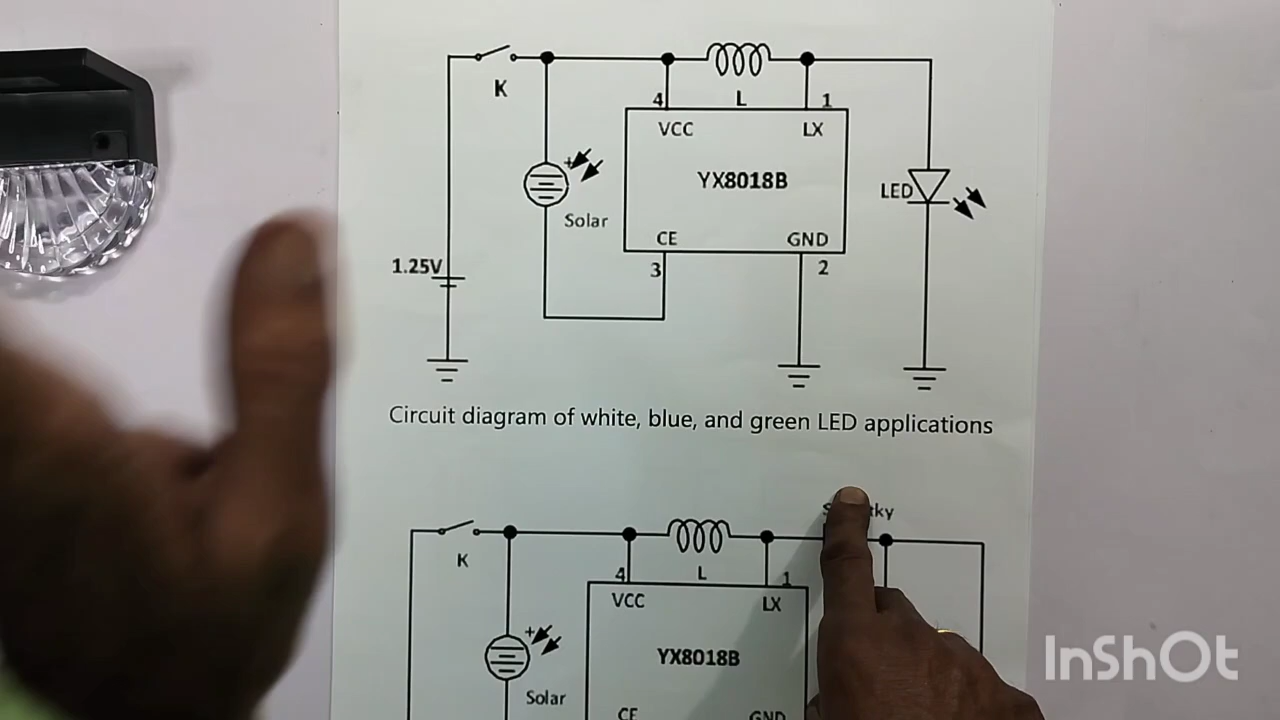 K
4
L
1
VCC
LX
YX8018B
+
Solar
LED
CE
GND
1.25V
3
2
Circuit diagram of white, blue, and green LED applications
K
4
L
1
VCC
LX
+
YX8018B
Solar
CE
GND
InShOt